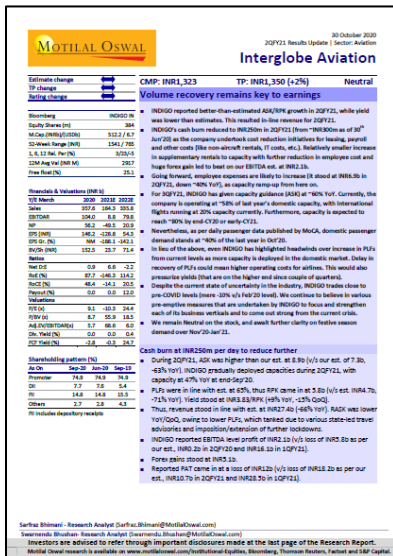 30 October 2020
2QFY21 Results Update | Sector: Aviation
MOTILAL OSWAL
Interglobe Aviation
Estimate change
TP change
Rating change
CMP: INR1,323 TP: INR1,350 (+2%) Neutral
Volume recovery remains key to earnings
Bloomberg INDIGO IN
Equity Shares (m) 384
M.Cap.(INRb)/(USDb) 512.2 / 6.7
52-Week Range (INR) 1541 / 765
1, 6, 12 Rel. Per (%)
12M Avg Val (INR M) 2917
Free float (%) 25.1
Financials & Valuations (INR b)
Y/E March 2020 2021E 2022E
Sales 357.6 164.3 335.8
EBITDAR 104.0 8.8 79.8
NP 56.2 -49.5 20.9
EPS (INR) 146.2 -128.8 54.3
EPS Gr. (%) NM -188.1 -142.1
BV/Sh (INR) 152.5 23.7 71.4
Ratios
Net D:E 0.9 6.6 -2.2
RoE (%) 87.7 -146.3 114.2
RoCE (%) 48.4 -14.1 20.5
Payout (%) 0.0 0.0 12.0
Valuations
P/E (x) 9.1 -10.3 24.4
P/BV (x) 8.7 55.9 18.5
Adj.EV/EBITDAR(x) 5.7 66.8 6.0
Div. Yield (%) 0.0 0.0 0.4
FCF Yield (%) -2.8 -0.3 24.7
Shareholding pattern (%)
As On Sep-20 Jun-20 Sep-19
Promoter 74.8 74.9 74.9
DII 7.7 7.6 5.4
FII 14.8 14.8 15.5
Others 2.7 2.8 4.3
FII Includes depository receipts
INDIGO reported better-than-estimated ASK/RPK growth in 2QFY21, while yield
was lower than estimates. This resulted in-line revenue for 2QFY21.
INDIGO's cash burn reduced to INR250m in 2QFY21 (from ~INR300m as of 30th
Jun'20) as the company undertook cost reduction initiatives for leasing, payroll
and other costs (like non-aircraft rentals, IT costs, etc.). Relatively smaller increase
in supplementary rentals to capacity with further reduction in employee cost and
huge forex gain led to beat on our EBITDA est. at INR2.1b.
Going forward, employee expenses are likely to increase (it stood at INR6.9b in
2QFY21, down ~40% YoY), as capacity ramp-up from here on.
For 3QFY21, INDIGO has given capacity guidance (ASK) at ~60% YoY. Currently, the
company is operating at ~58% of last year's domestic capacity, with International
flights running at 20% capacity currently. Furthermore, capacity is expected to
reach ~80% by end-CY20 or early-CY21.
Nevertheless, as per daily passenger data published by MoCA, domestic passenger
demand stands at ~40% of the last year in Oct'20.
In lieu of the above, even INDIGO has highlighted headwinds over increase in PLFs
from current levels as more capacity is deployed in the domestic market. Delay in
recovery of PLFs could mean higher operating costs for airlines. This would also
pressurize yields (that are on the higher end since couple of quarters).
Despite the current state of uncertainty in the industry, INDIGO trades close to
pre-COVID levels (mere -10% v/s Feb'20 level). We continue to believe in various
pre-emptive measures that are undertaken by INDIGO to focus and strengthen
each of its business verticals and to come out strong from the current crisis.
We remain Neutral on the stock, and await further clarity on festive season
demand over Nov'20-Jan'21.
Cash burn at INR250m per day to reduce further
During 2QFY21, ASK was higher than our est. at 8.9b (v/s our est. of 7.3b,
-63% YoY). INDIGO gradually deployed capacities during 2QFY21, with
capacity at 47% YoY at end-Sep'20.
PLFs were in line with est. at 65%, thus RPK came in at 5.8b (v/s est. INR4.7b,
-71% YoY). Yield stood at INR3.83/RPK (+9% YoY, -15% QoQ).
Thus, revenue stood in line with est. at INR27.4b (-66% YoY). RASK was lower
YoY/QoQ, owing to lower PLFs, which tanked due to various state-led travel
advisories and imposition/extension of further lockdowns.
INDIGO reported EBITDA level profit of INR2.1b (v/s loss of INR5.8b as per
our est., INR0.2b in 2QFY20 and INR16.1b in 1QFY21).
Forex gains stood at INR5.1b.
Reported PAT came in at a loss of INR12b (v/s loss of INR18.2b as per our
est., INR10.7b in 2QFY21 and INR28.5b in 1QFY21).
Sarfraz Bhimani - Research Analyst (Sarfraz.Bhimani@MotilalOswal.com)
Swarnendu Bhushan- Research Analyst (Swarnendu.Bhushan@MotilalOswal.com)
Investors are advised to refer through important disclosures made at the last page of the Research Report.
Motilal Oswal research is available on www.motilaloswal.com/Institutional-Equities, Bloomberg, Thomson Reuters, Factset and S&P Capital.